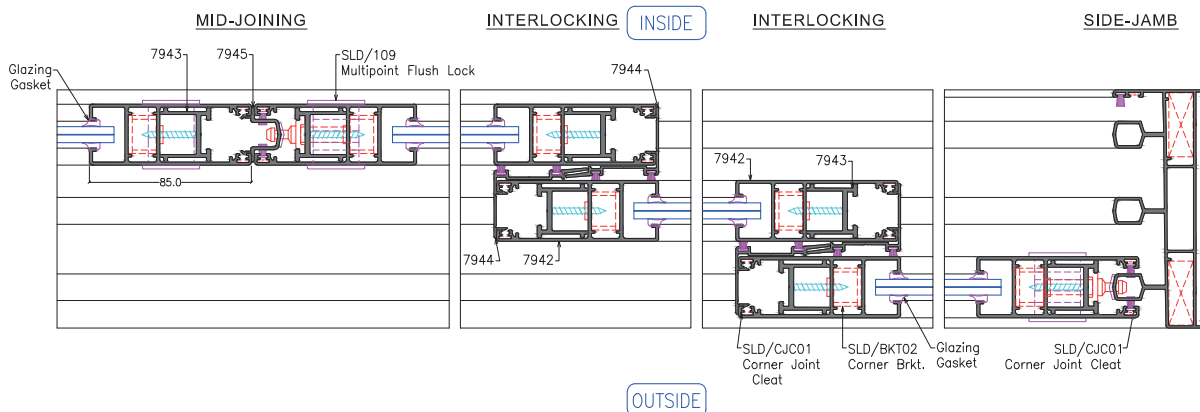 MID-JOINING
INTERLOCKING
INSIDE
INTERLOCKING
SIDE-JAMB
Glazing
Gasket
7943
7945
SLD/109
Multipoint Flush Lock
7944
85.0
7944
7942
7942
7943
SLD/CJC01
Corner Joint
Cleat
SLD/BKT02
Corner Brkt.
Glazing
Gasket
SLD/CJC01
Corner Joint Cleat
OUTSIDE